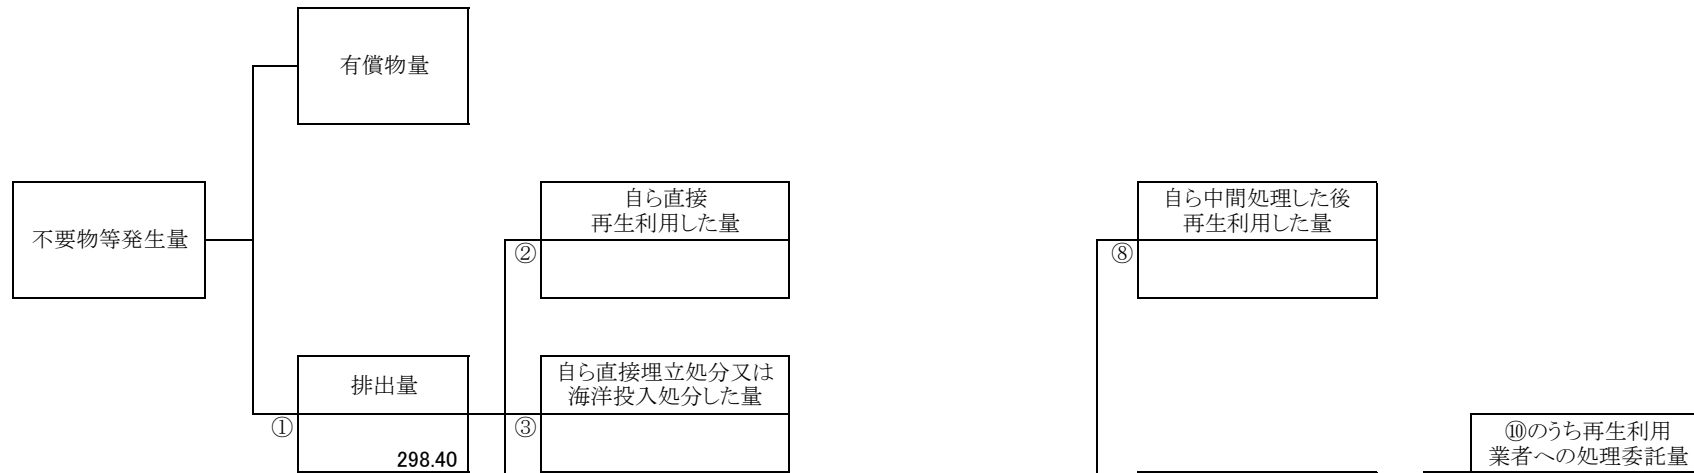 有償物量
不要物等発生量
自ら直接
再生利用した量
②
自ら中間処理した後
再生利用した量
⑧
排出量
①
298.40
自ら直接埋立処分又は
海洋投入処分した量
③
⑩のうち再生利用
業者への処理委託量